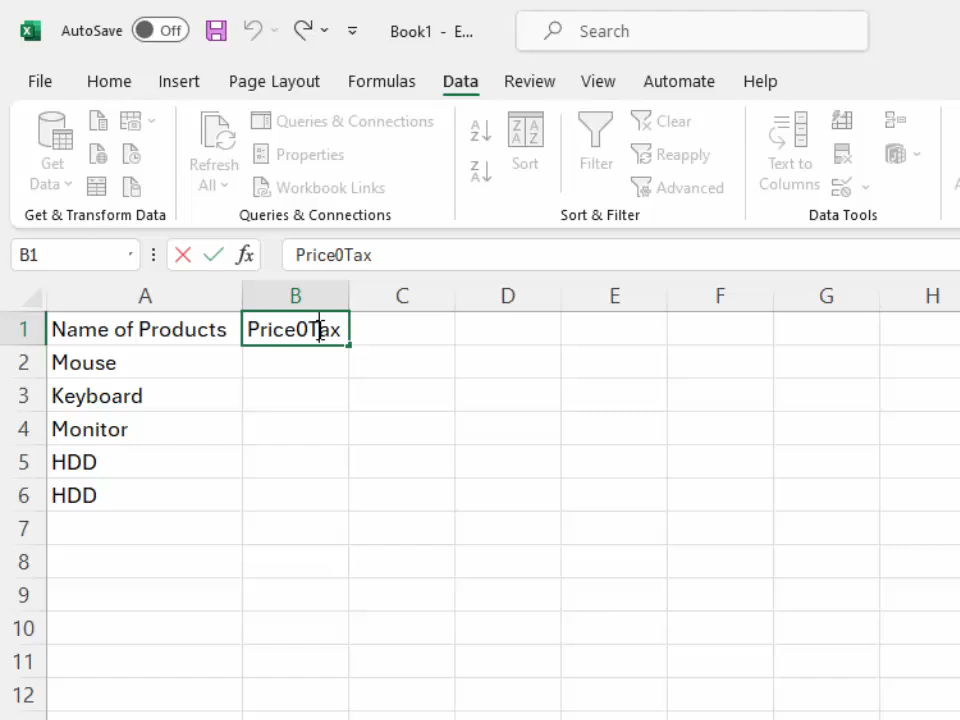 AutoSave Off Book1 - E... Search
File Home Insert Page Layout Formulas Data Review View Automate Help
Get Data
Refresh All
Queries & Connections
Properties
Workbook Links
Sort
Filter
Clear
Reapply
Advanced
Text to Columns
Get & Transform Data Queries & Connections Sort & Filter Data Tools
B1 fx Price0Tax
A B C D E F G H
1 Name of Products Price0Tax
2 Mouse
3 Keyboard
4 Monitor
5 HDD
6 HDD
7
8
9
10
11
12